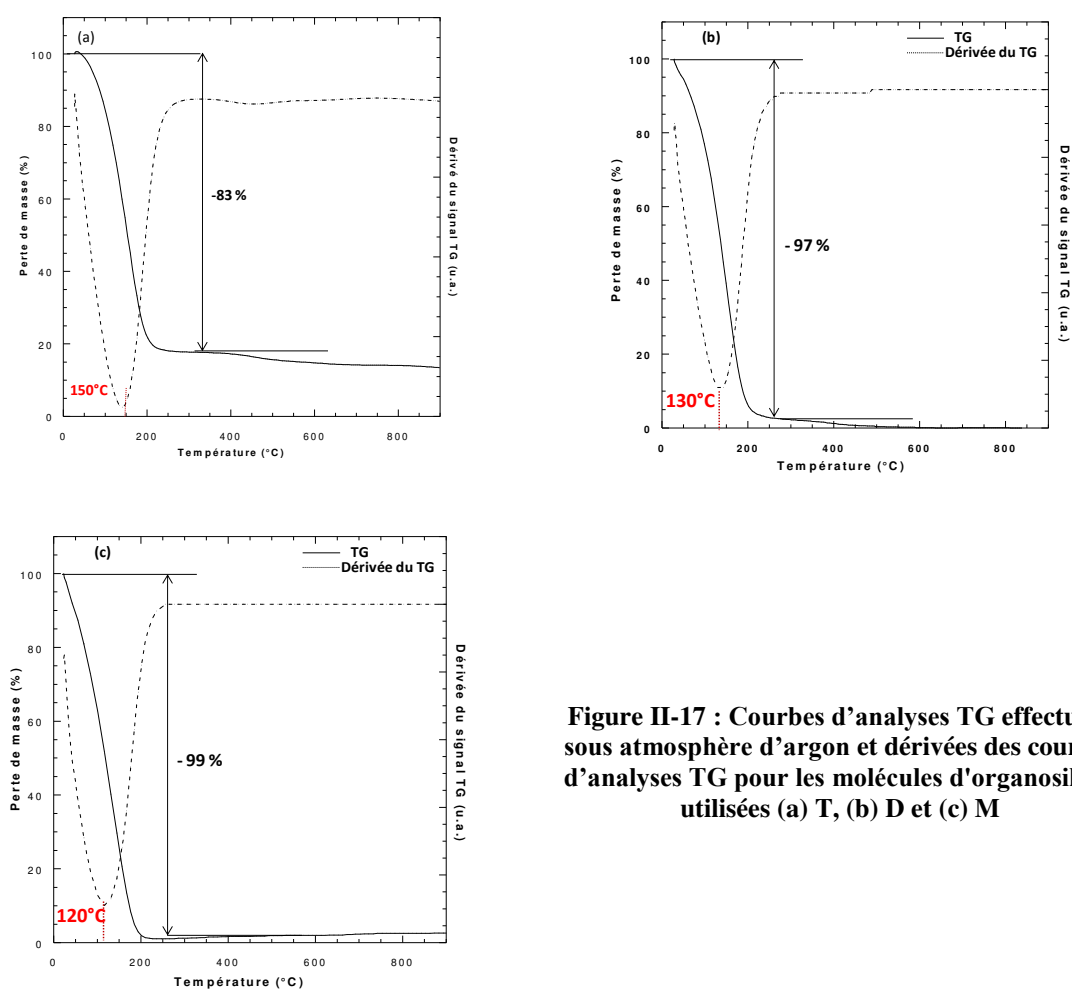 (a)
100
80
60
40
20
0
0 200 400 600 800
Température (°C)
Perte de masse (%)
Dérivé du signal TG (u.a.)
-83 %
150°C
(b)
TG
Dérivée du TG
100
80
60
40
20
0
0 200 400 600 800
Température (°C)
Perte de masse (%)
Dérivé du signal TG (u.a.)
- 97 %
130°C
(c)
TG
Dérivée du TG
100
80
60
40
20
0
0 200 400 600 800
Température (°C)
Perte de masse (%)
Dérivé du signal TG (u.a.)
- 99 %
120°C
Figure II-17 : Courbes d’analyses TG effectu
sous atmosphère d’argon et dérivées des cour
d’analyses TG pour les molécules d'organosil
utilisées (a) T, (b) D et (c) M